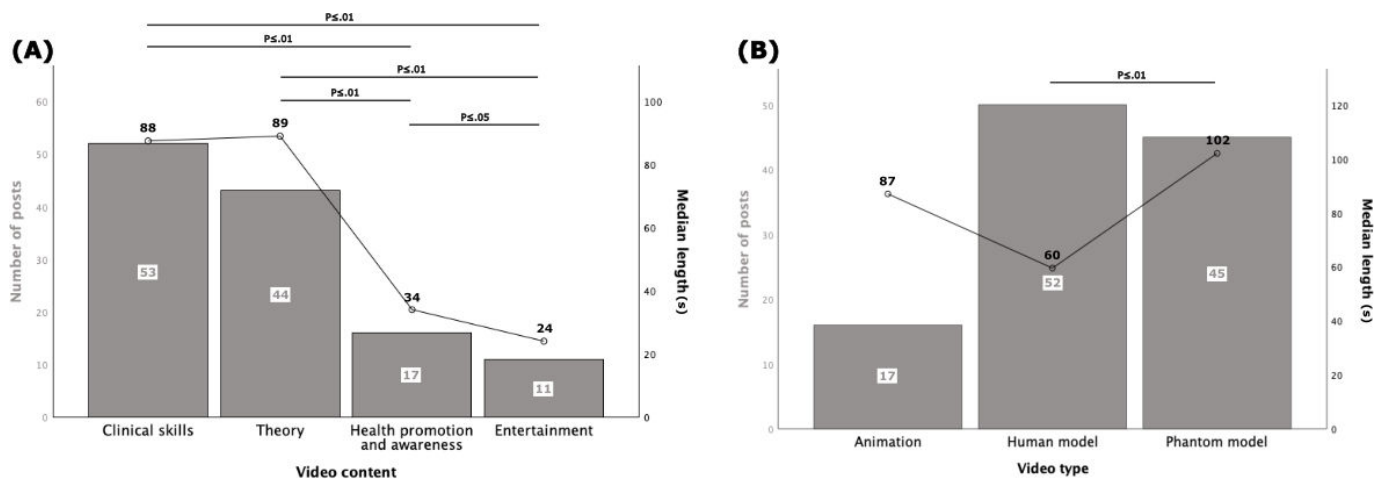 (A)
P≤.01
P≤.01
P≤.01
P≤.01
P≤.05
Number of posts
60
50
40
30
20
10
0
88
89
34
24
53
44
17
11
100
80
60
40
20
0
Median length (s)
Clinical skills
Theory
Health promotion
and awareness
Entertainment
Video content
(B)
P≤.01
Number of posts
50
40
30
20
10
0
87
60
102
17
52
45
120
100
80
60
40
20
0
Median length (s)
Animation
Human model
Phantom model
Video type